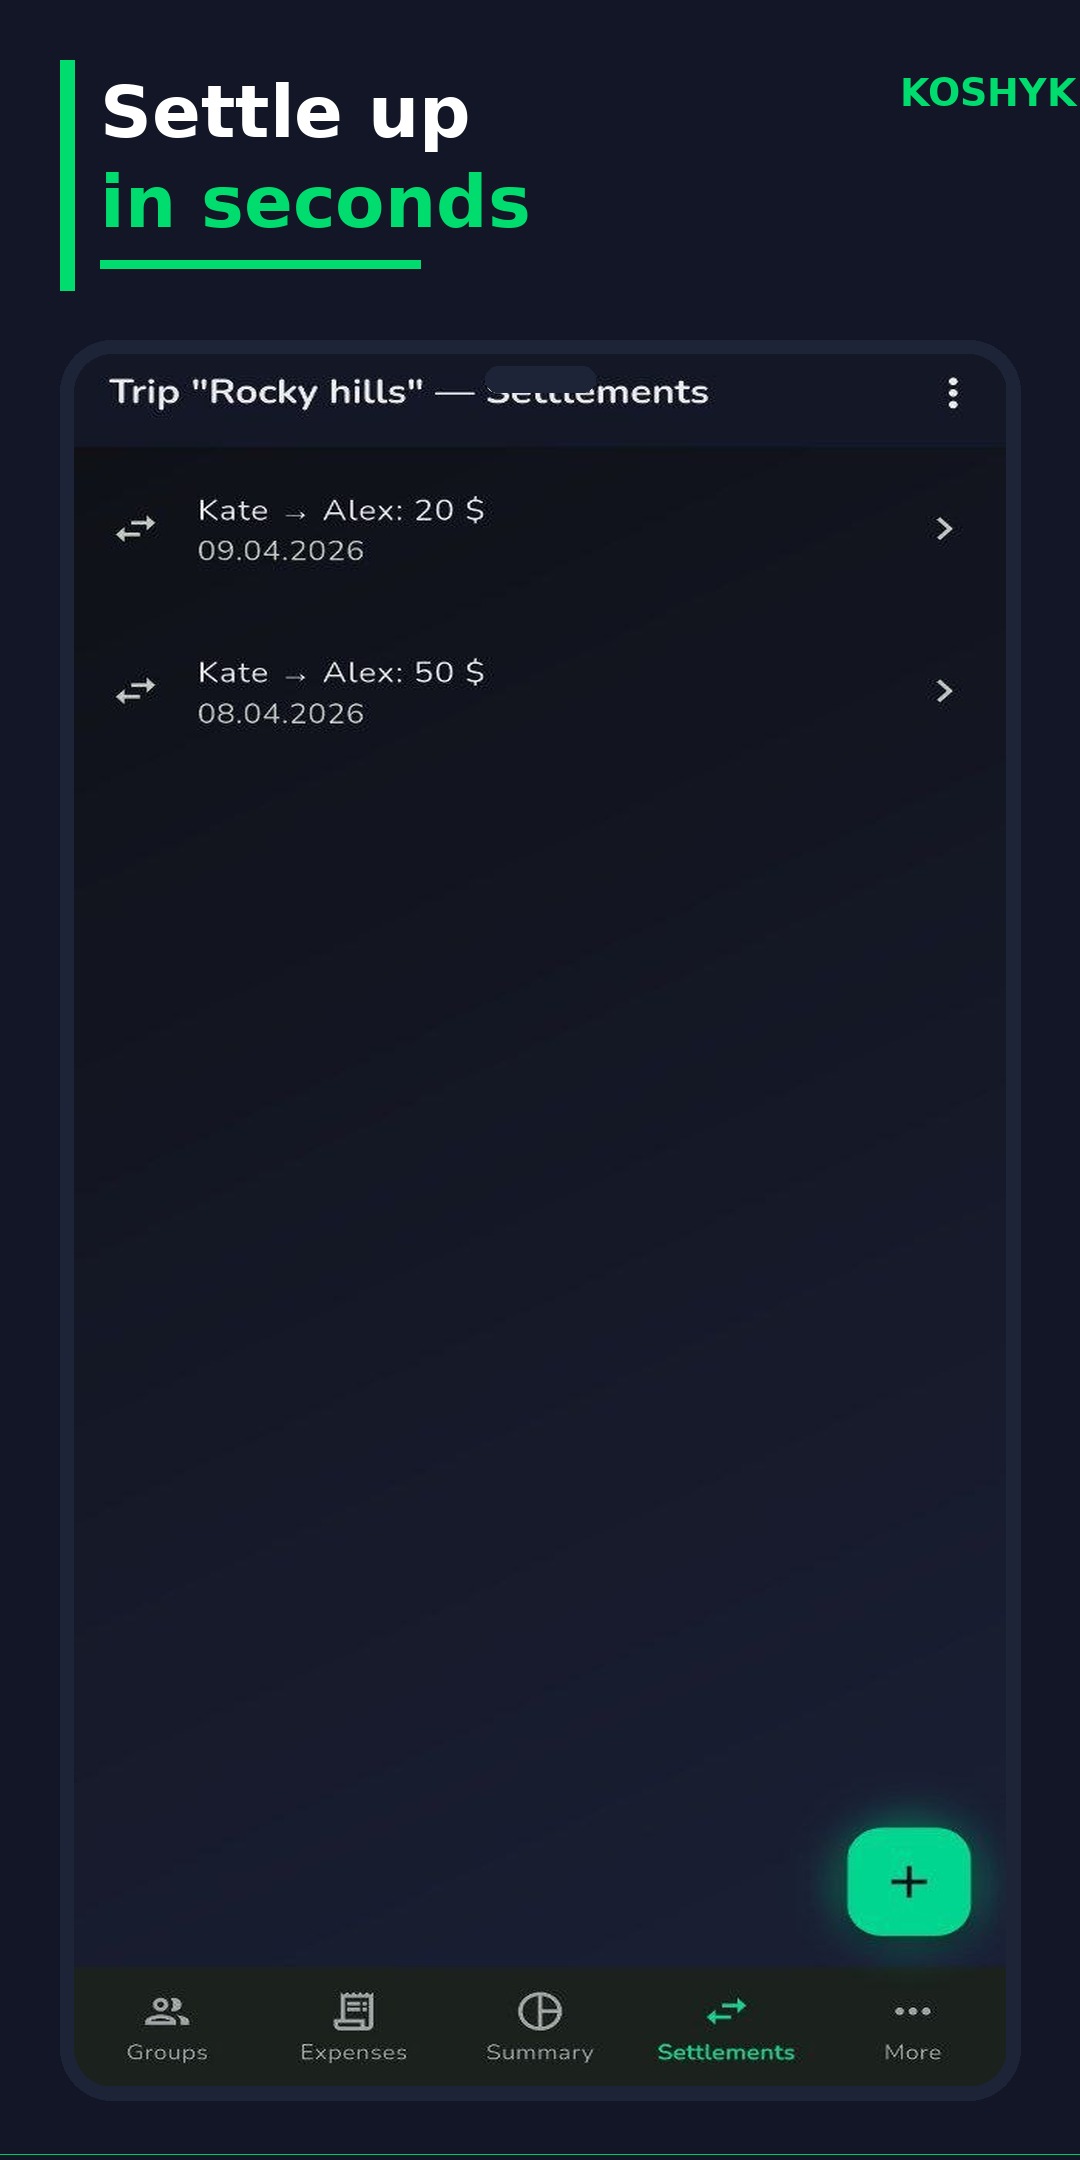 Settle up
in seconds
KOSHYK
Trip "Rocky hills" — Settlements
Kate → Alex: 20 $
09.04.2026
Kate → Alex: 50 $
08.04.2026
Groups
Expenses
Summary
Settlements
More